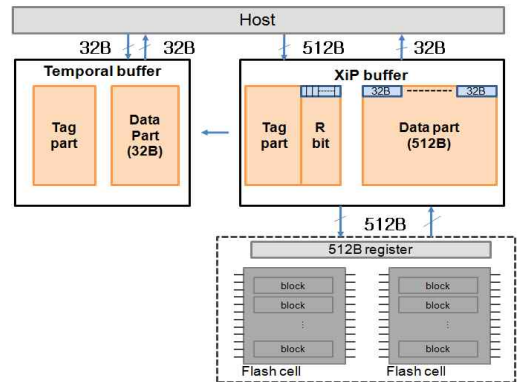 Host
32B 32B 512B 32B
Temporal buffer
Tag part
Data Part (32B)
XiP buffer
Tag part
R bit
32B 32B
Data part (512B)
512B
512B register
block
block
⋮
block
Flash cell
block
block
⋮
block
Flash cell